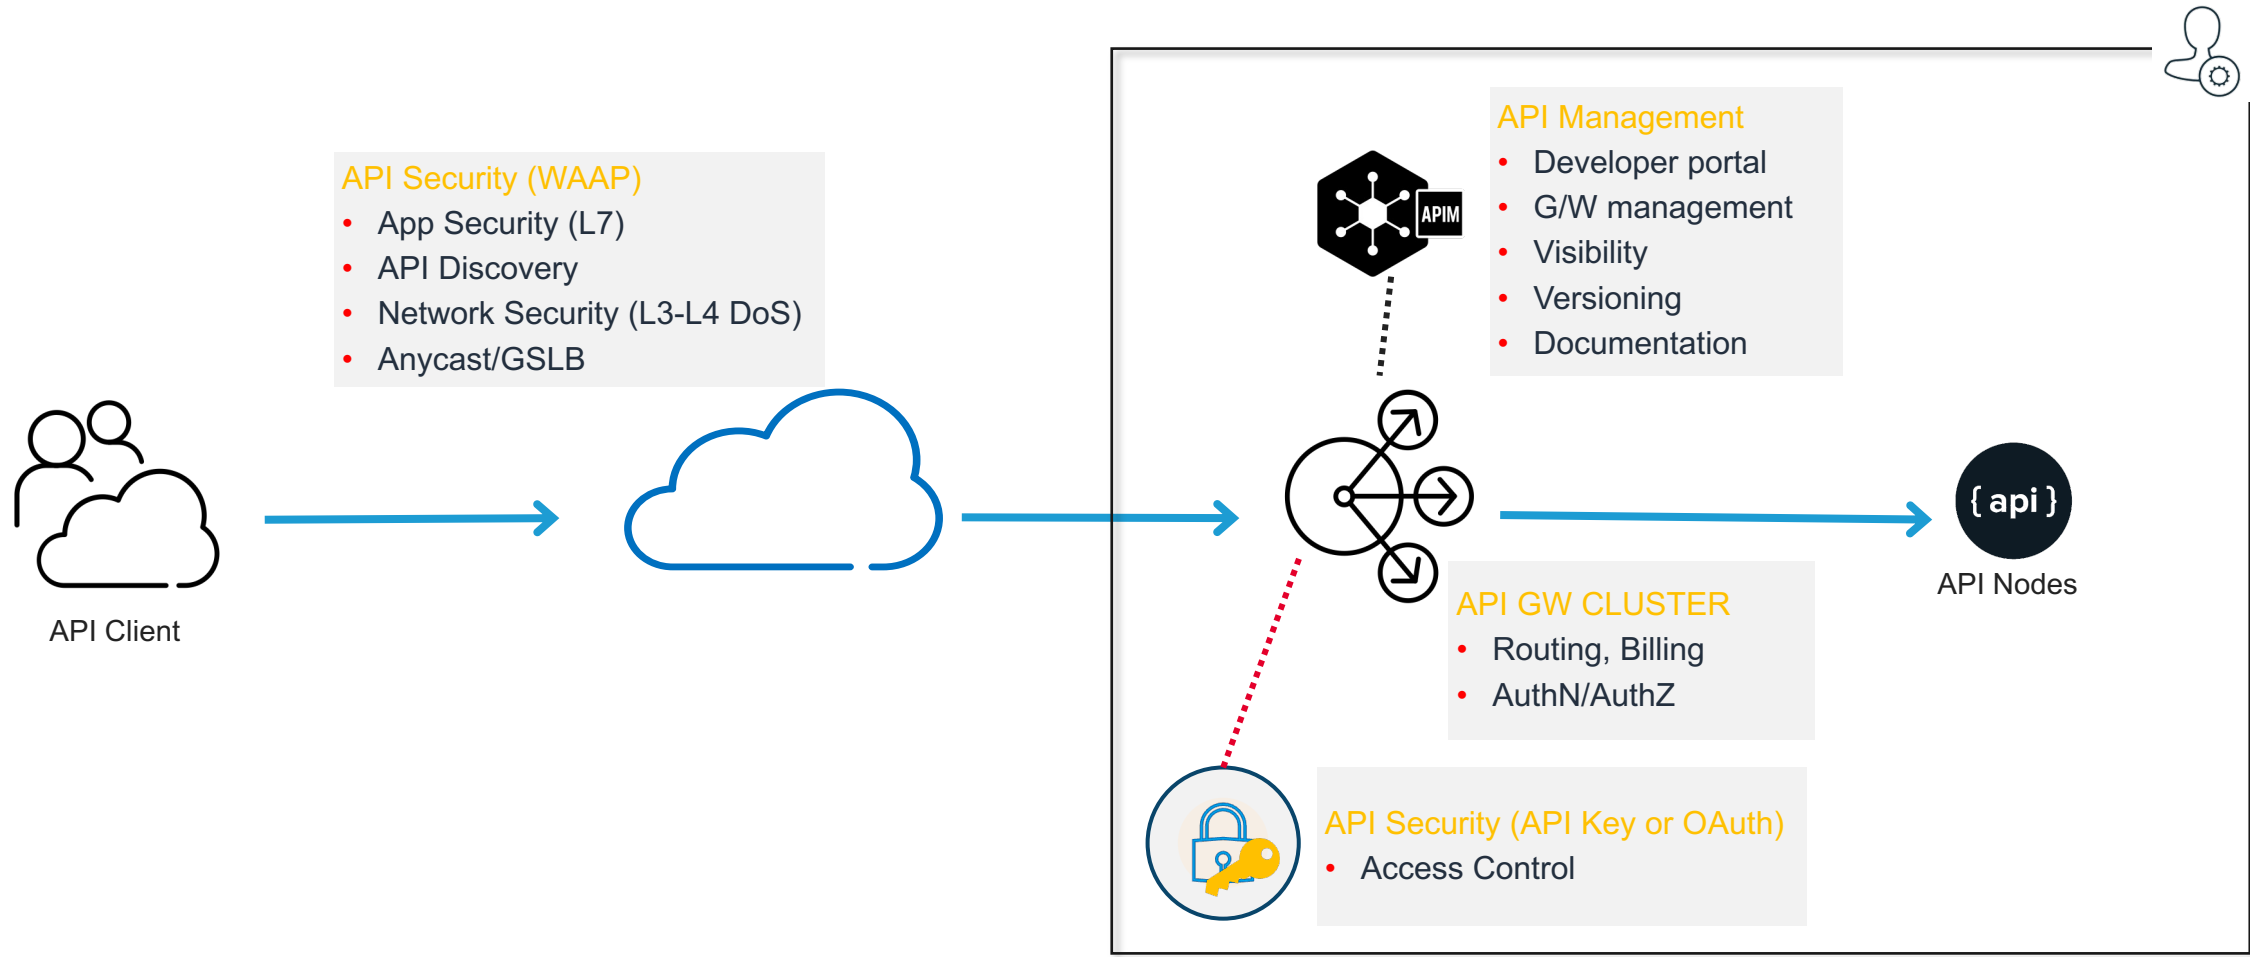 API Security (WAAP)
• App Security (L7)
• API Discovery
• Network Security (L3-L4 DoS)
• Anycast/GSLB
API Client
APIM
API Management
• Developer portal
• G/W management
• Visibility
• Versioning
• Documentation
{ api }
API Nodes
API GW CLUSTER
• Routing, Billing
• AuthN/AuthZ
API Security (API Key or OAuth)
• Access Control